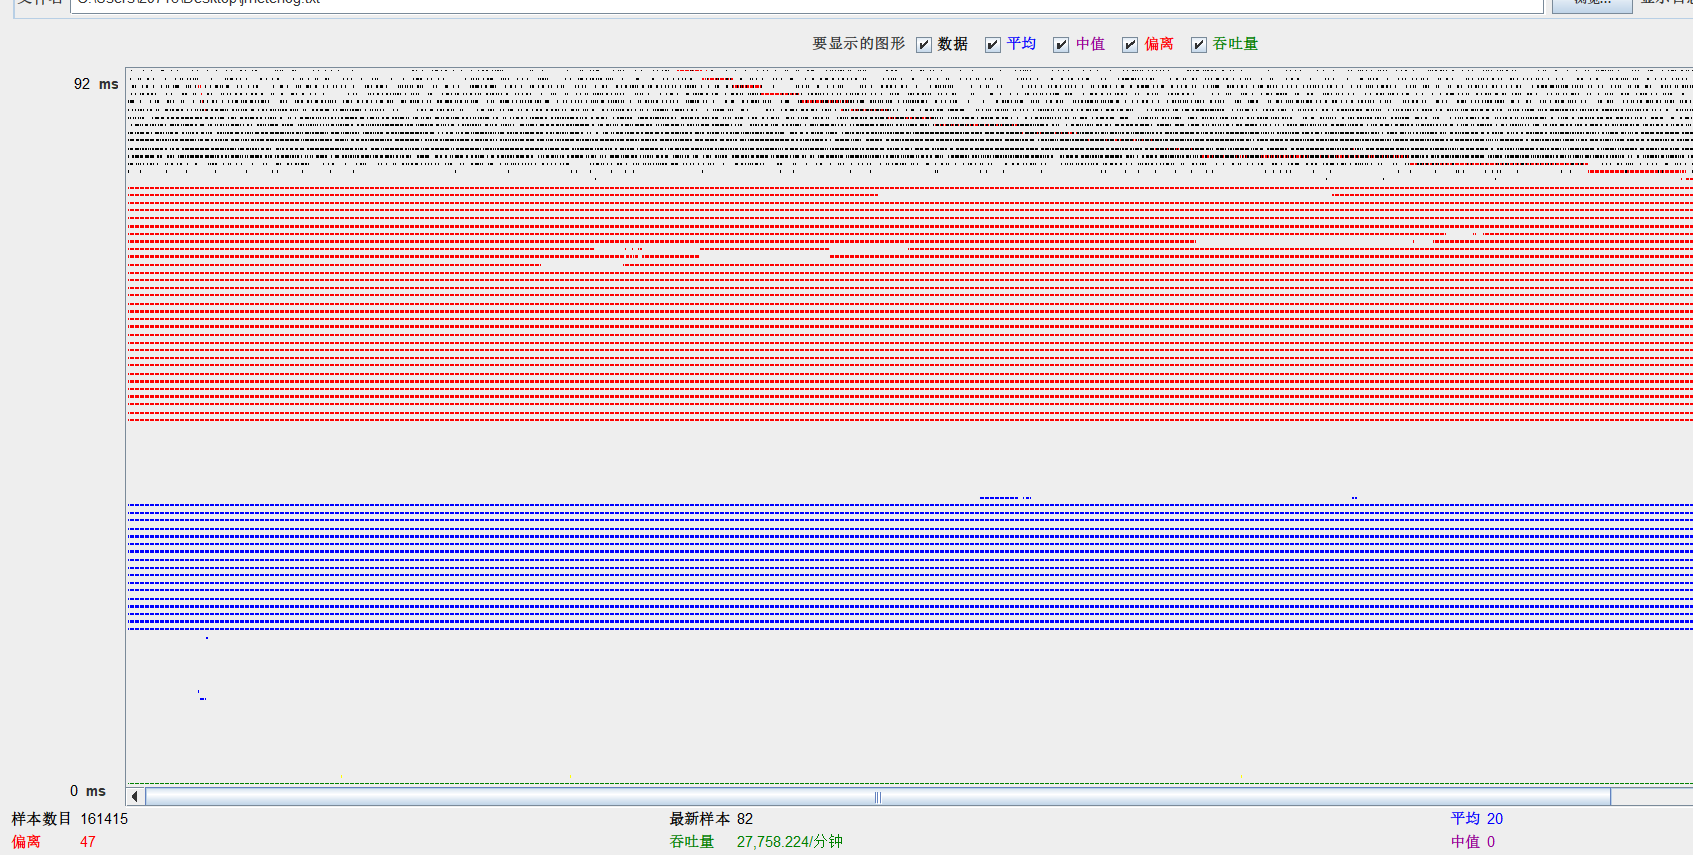 要显示的图形 数据 平均 中值 偏离 吞吐量
92 ms
0 ms
样本数目 161415 最新样本 82 平均 20
偏离 47 吞吐量 27,758.224/分钟 中值 0